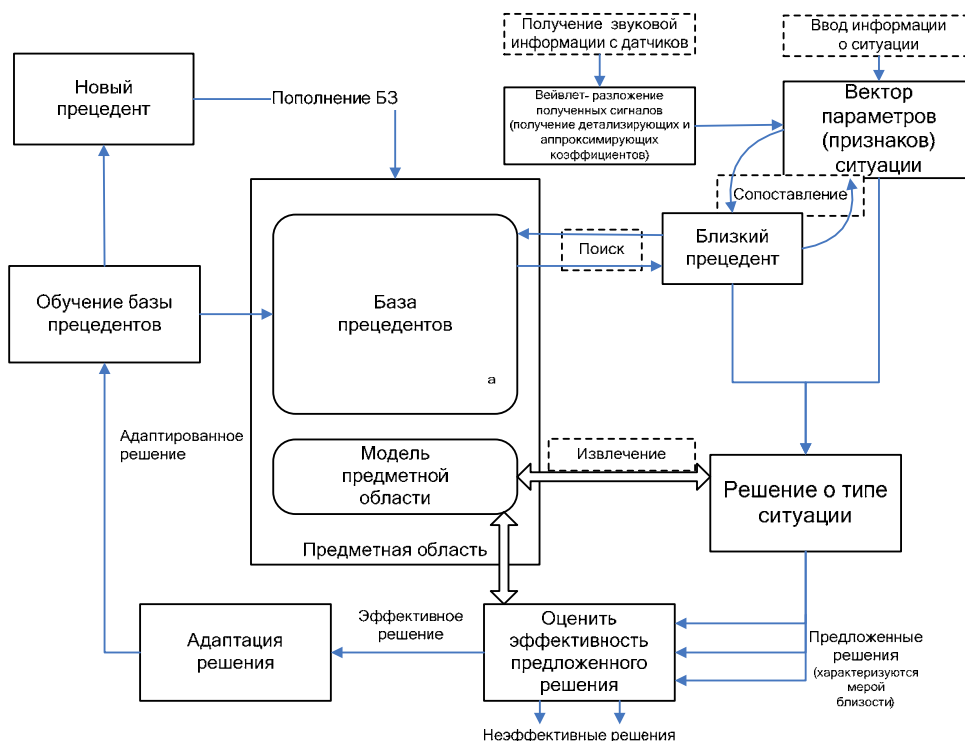 Получение звуковой
информации с датчиков
Ввод информации
о ситуации
Новый
прецедент
Пополнение БЗ
Вейвлет- разложение
полученных сигналов
(получение детализирующих и
аппроксимирующих
коэффициентов)
Вектор
параметров
(признаков)
ситуации
Сопоставление
Поиск
Близкий
прецедент
Обучение базы
прецедентов
База
прецедентов
а
Адаптированное
решение
Модель
предметной
области
Извлечение
Решение о типе
ситуации
Предметная область
Адаптация
решения
Эффективное
решение
Оценить
эффективность
предложенного
решения
Предложенные
решения
(характеризуются
мерой
близости)
Неэффективные решения